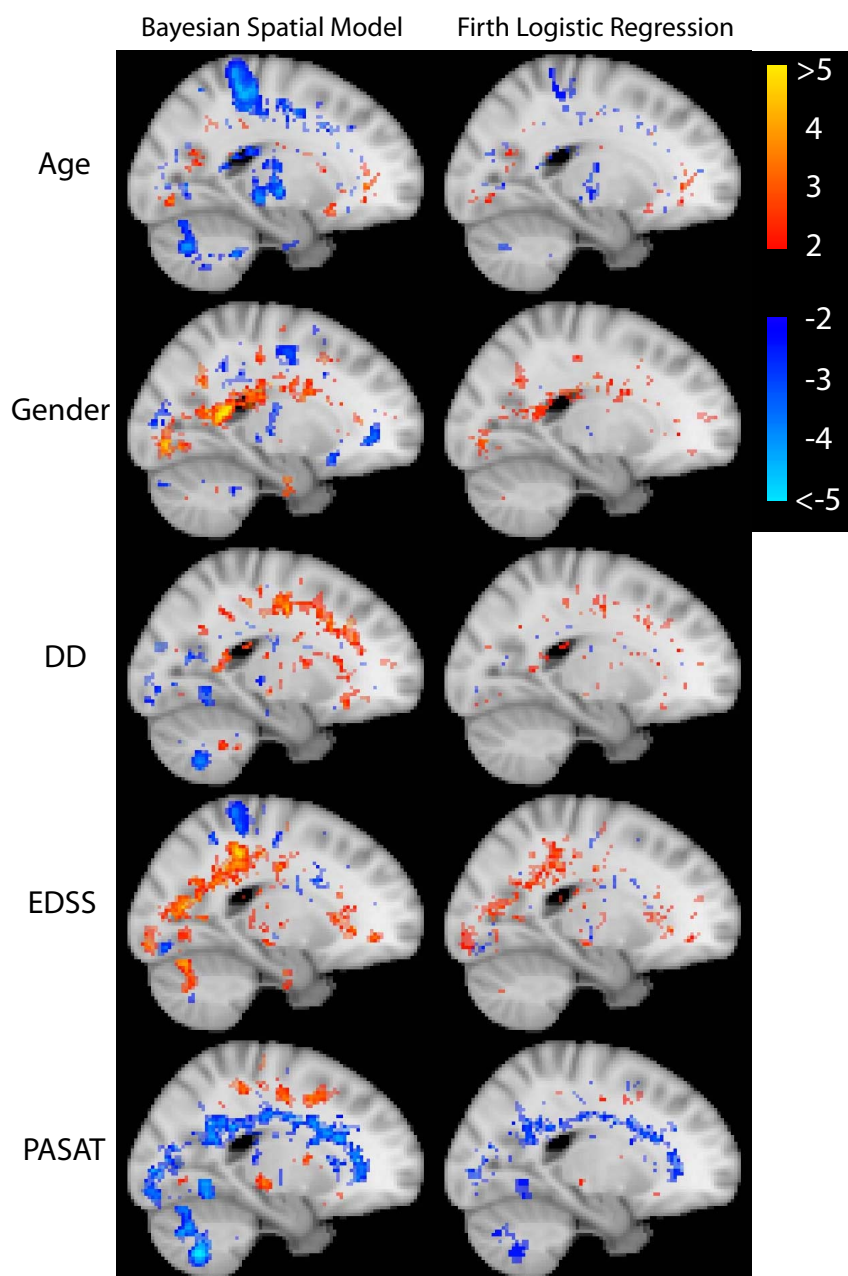 Bayesian Spatial Model Firth Logistic Regression
>5
4
Age
3
2
-2
-3
Gender
-4
<-5
DD
EDSS
PASAT